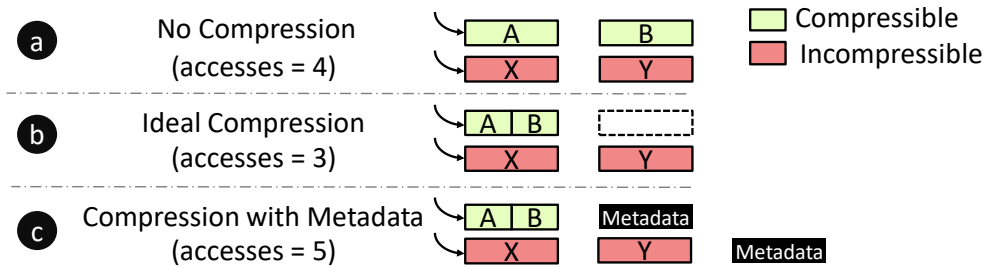 a
No Compression
(accesses = 4)
A B
X Y
Compressible
Incompressible
b
Ideal Compression
(accesses = 3)
A B
X Y
c
Compression with Metadata
(accesses = 5)
A B Metadata
X Y Metadata